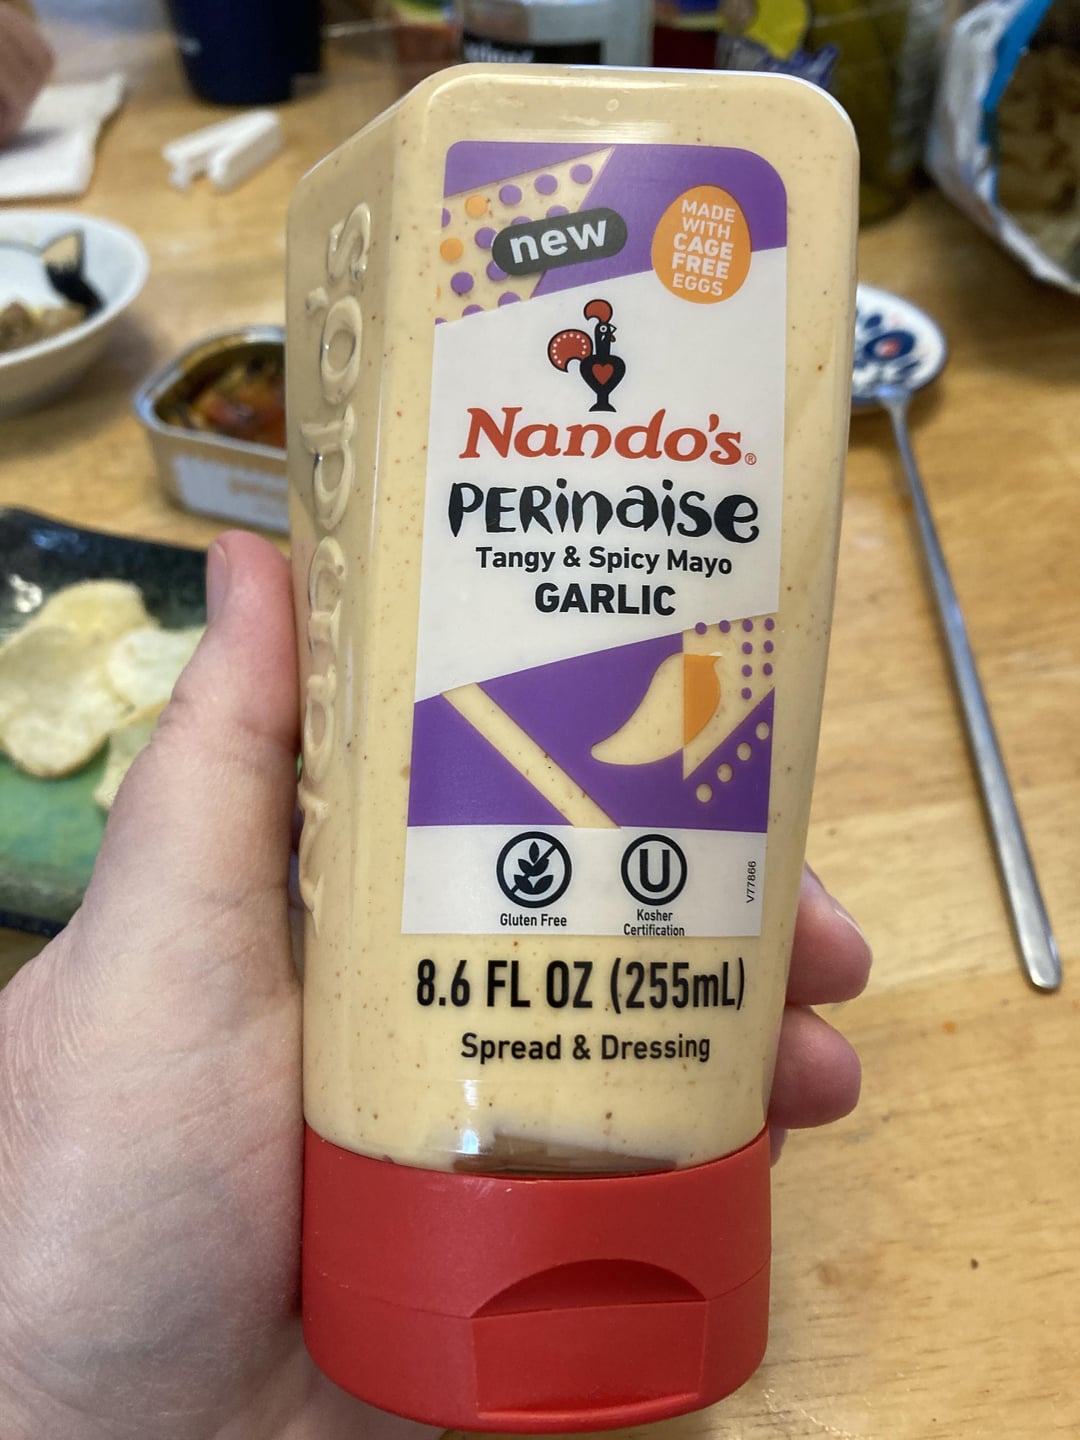 new
MADE
WITH
CAGE
FREE
EGGS
Nando's®
PERinaise
Tangy & Spicy Mayo
GARLIC
Gluten Free
U
Kosher
Certification
V77866
8.6 FL OZ (255mL)
Spread & Dressing